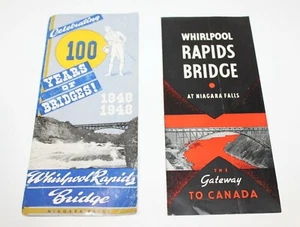 Celebrating
100
YEARS
OF
BRIDGES!
1848
1948
Whirlpool Rapids
Bridge
NIAGARA FALLS
WHIRLPOOL
RAPIDS
BRIDGE
AT NIAGARA FALLS
THE
Gateway
TO CANADA